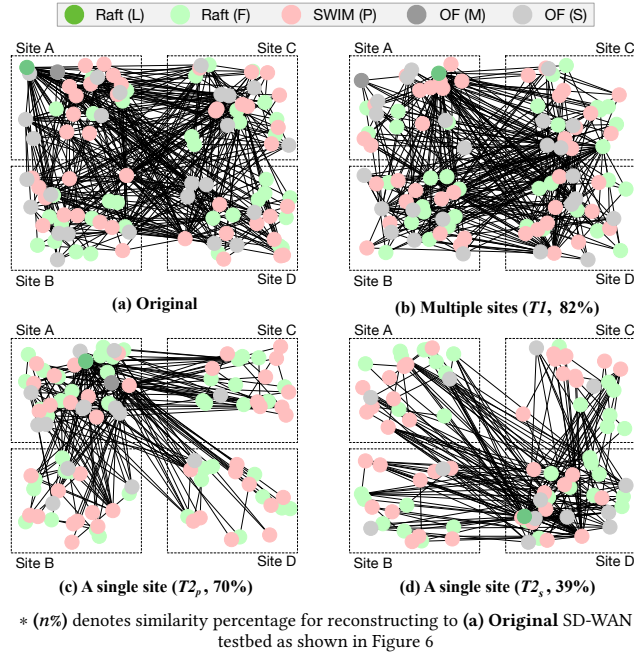 Raft (L) Raft (F) SWIM (P) OF (M) OF (S)
Site A Site C
Site B Site D
(a) Original
Site A Site C
Site B Site D
(b) Multiple sites (T1, 82%)
Site A Site C
Site B Site D
(c) A single site (T2p, 70%)
Site A Site C
Site B Site D
(d) A single site (T2s, 39%)
* (n%) denotes similarity percentage for reconstructing to (a) Original SD-WAN
testbed as shown in Figure 6